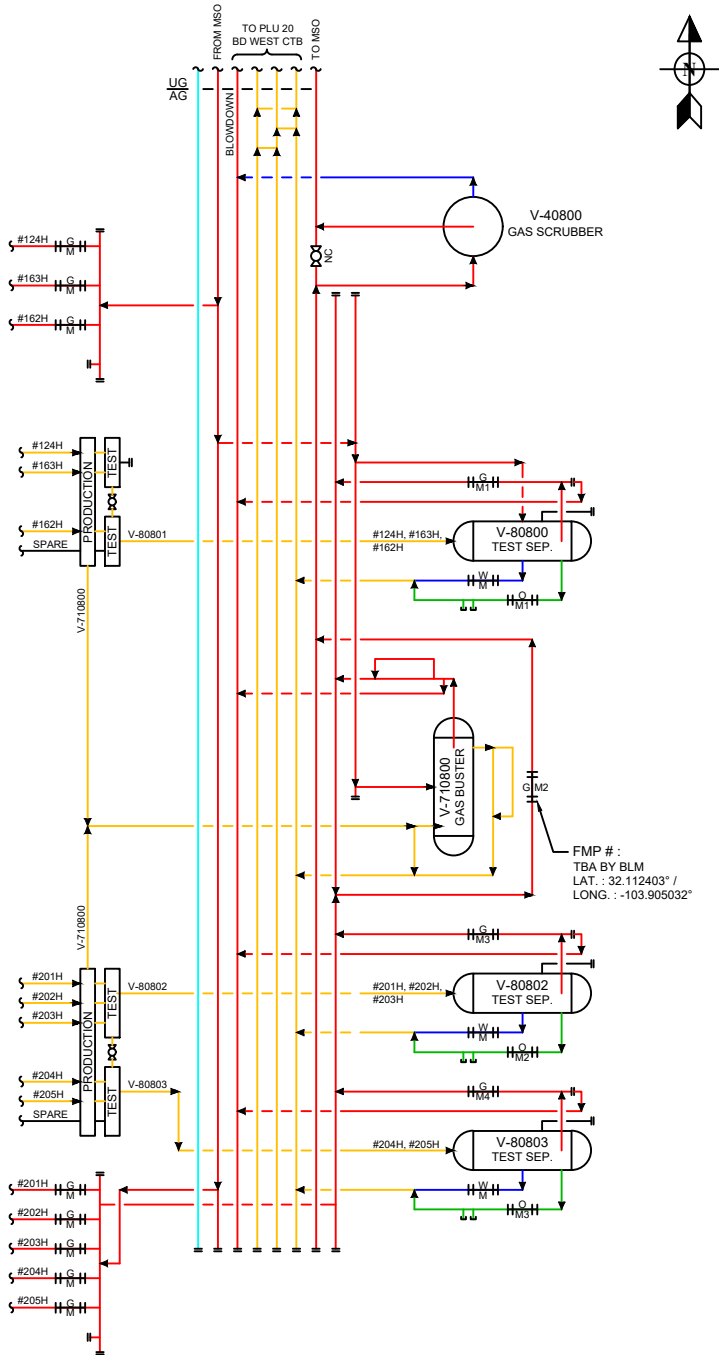 FROM MSO
TO PLU 20
BD WEST CTB
TO MSO
UG
AG
BLOWDOWN
N
V-40800
GAS SCRUBBER
NC
#124H
G
M
#163H
G
M
#162H
G
M
#124H
#163H
#162H
SPARE
PRODUCTION
TEST
TEST
V-80801
#124H, #163H,
#162H
G
M1
V-80800
TEST SEP.
W
M
O
M1
V-710800
V-710800
GAS BUSTER
G M2
FMP # :
TBA BY BLM
LAT. : 32.112403° /
LONG. : -103.905032°
V-710800
#201H
#202H
#203H
#204H
#205H
SPARE
PRODUCTION
TEST
TEST
V-80802
V-80803
#201H, #202H,
#203H
G
M3
V-80802
TEST SEP.
W
M
O
M2
#204H, #205H
G
M4
V-80803
TEST SEP.
W
M
O
M3
#201H
G
M
#202H
G
M
#203H
G
M
#204H
G
M
#205H
G
M